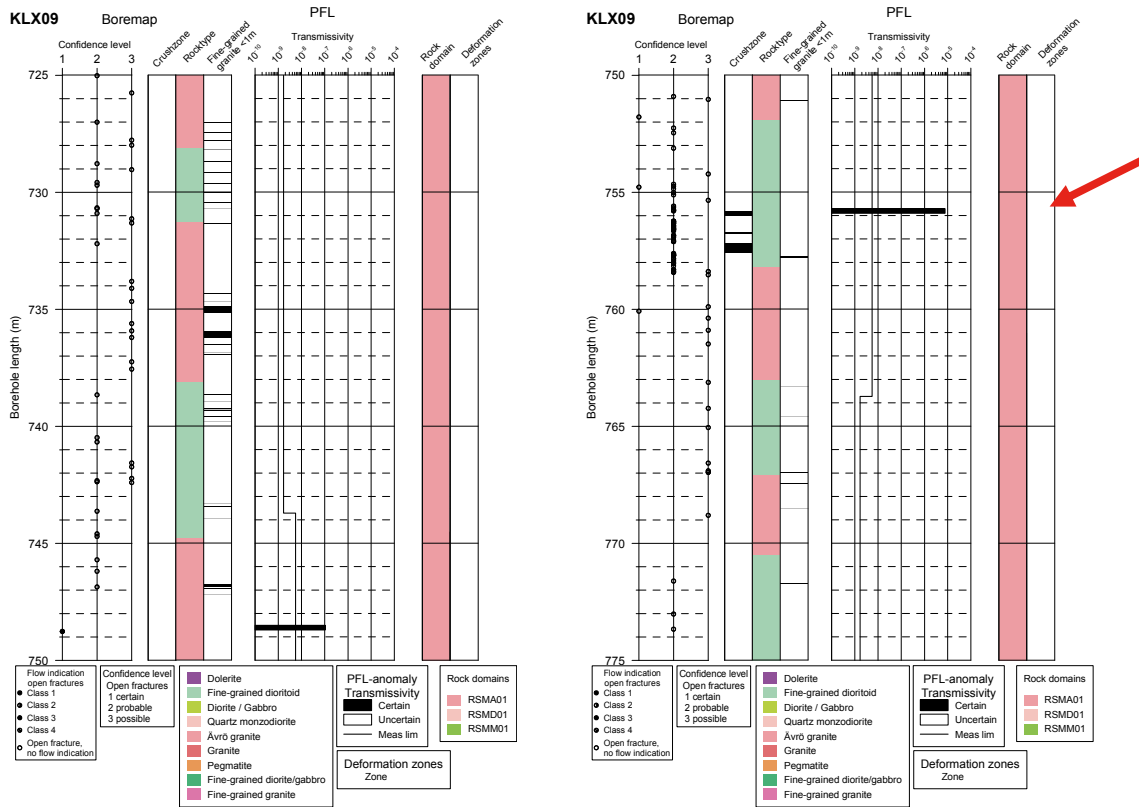 KLX09 Boremap
PFL
Confidence level
1 2 3
Crushzone
Rocktype
Fine-grained granite <1m
Transmissivity
10⁻¹⁰ 10⁻⁹ 10⁻⁸ 10⁻⁷ 10⁻⁶ 10⁻⁵ 10⁻⁴
Rock domain
Deformation zones
Borehole length (m)
725
730
735
740
745
750
Flow indication
open fractures
Class 1
Class 2
Class 3
Class 4
Open fracture,
no flow indication
Confidence level
Open fractures
1 certain
2 probable
3 possible
Dolerite
Fine-grained dioritoid
Diorite / Gabbro
Quartz monzodiorite
Ävrö granite
Granite
Pegmatite
Fine-grained diorite/gabbro
Fine-grained granite
PFL-anomaly
Transmissivity
Certain
Uncertain
Meas lim
Deformation zones
Zone
Rock domains
RSMA01
RSMD01
RSMM01
KLX09 Boremap
PFL
Confidence level
1 2 3
Crushzone
Rocktype
Fine-grained granite <1m
Transmissivity
10⁻¹⁰ 10⁻⁹ 10⁻⁸ 10⁻⁷ 10⁻⁶ 10⁻⁵ 10⁻⁴
Rock domain
Deformation zones
Borehole length (m)
750
755
760
765
770
775
Flow indication
open fractures
Class 1
Class 2
Class 3
Class 4
Open fracture,
no flow indication
Confidence level
Open fractures
1 certain
2 probable
3 possible
Dolerite
Fine-grained dioritoid
Diorite / Gabbro
Quartz monzodiorite
Ävrö granite
Granite
Pegmatite
Fine-grained diorite/gabbro
Fine-grained granite
PFL-anomaly
Transmissivity
Certain
Uncertain
Meas lim
Deformation zones
Zone
Rock domains
RSMA01
RSMD01
RSMM01